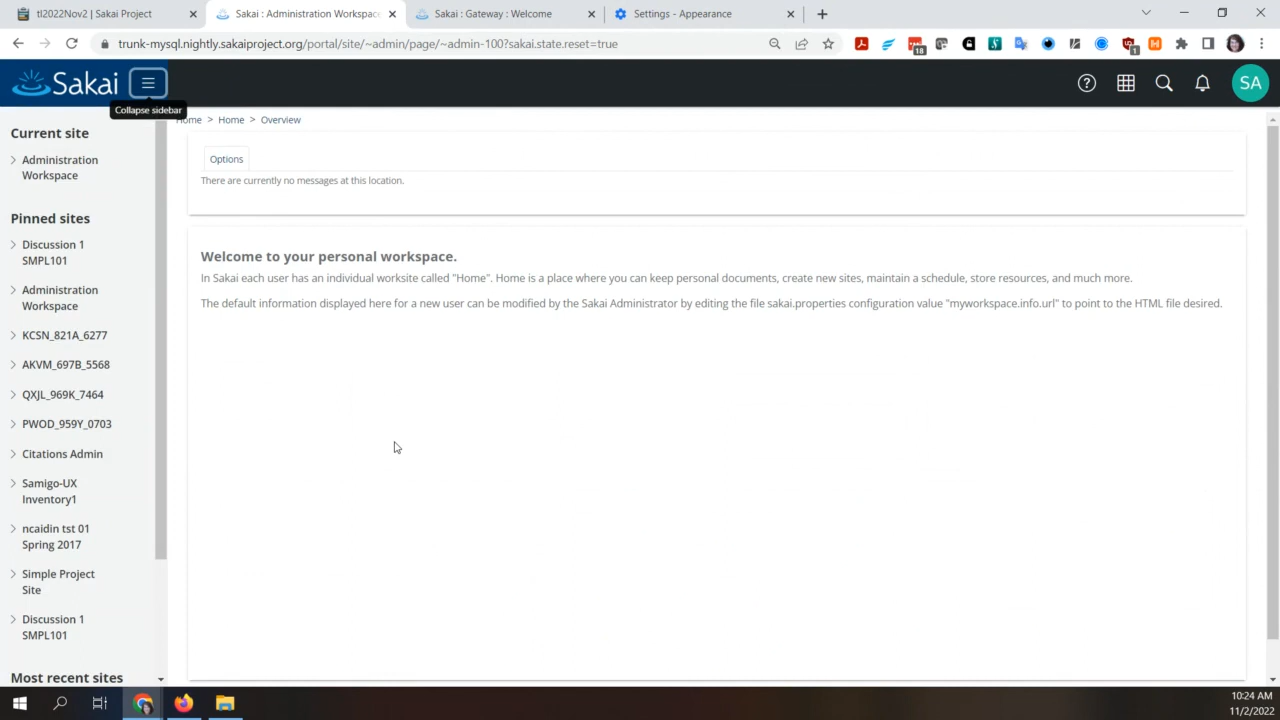 tl2022Nov2 | Sakai Project
Sakai : Administration Workspace
Sakai : Gateway : Welcome
Settings - Appearance
trunk-mysql.nightly.sakaiproject.org/portal/site/~admin/page/~admin-100?sakai.state.reset=true
18
1
Sakai
SA
Collapse sidebar
Home > Home > Overview
Current site
Administration
Workspace
Pinned sites
Discussion 1
SMPL101
Administration
Workspace
KCSN_821A_6277
AKVM_697B_5568
QXJL_969K_7464
PWOD_959Y_0703
Citations Admin
Samigo-UX
Inventory1
ncaidin tst 01
Spring 2017
Simple Project
Site
Discussion 1
SMPL101
Most recent sites
Options
There are currently no messages at this location.
Welcome to your personal workspace.
In Sakai each user has an individual worksite called "Home". Home is a place where you can keep personal documents, create new sites, maintain a schedule, store resources, and much more.
The default information displayed here for a new user can be modified by the Sakai Administrator by editing the file sakai.properties configuration value "myworkspace.info.url" to point to the HTML file desired.
10:24 AM
11/2/2022